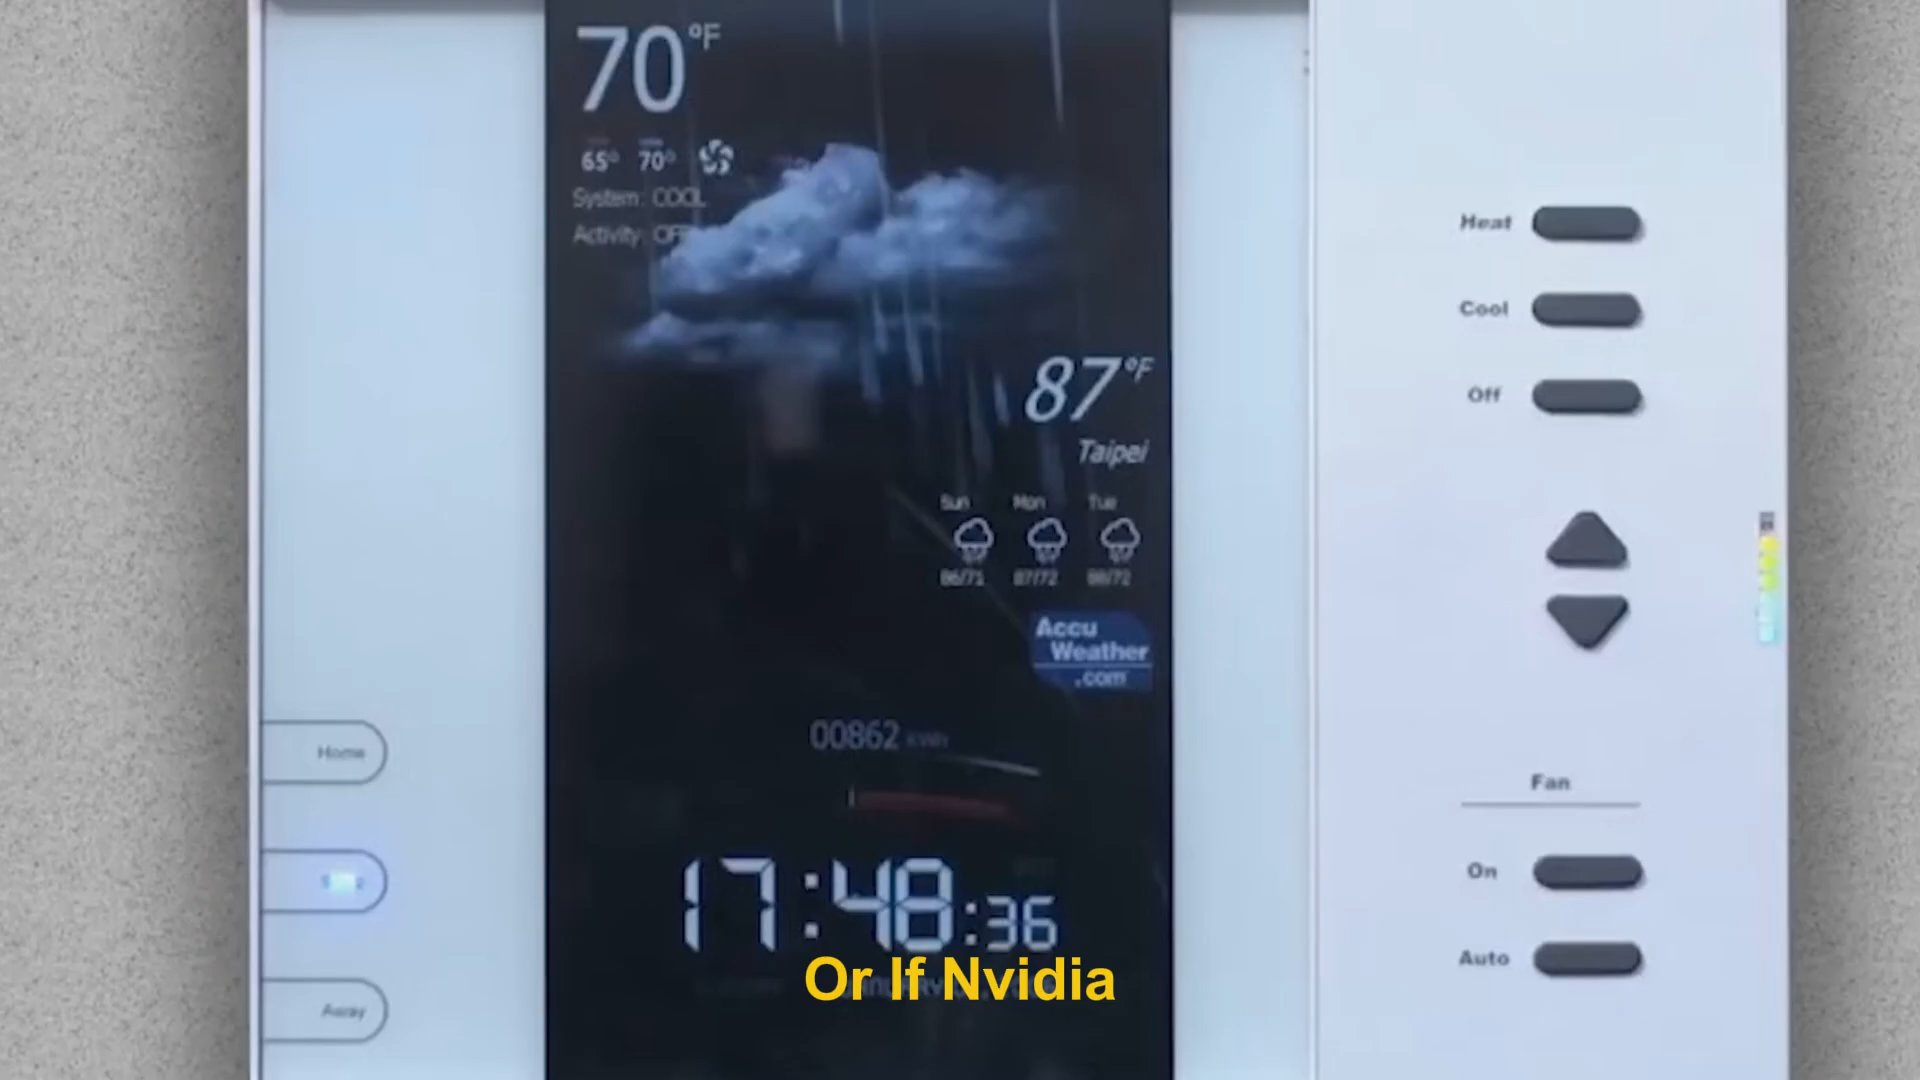 70°F
65° 70°
System: COOL
Activity: OFF
87°F
Taipei
Sun Mon Tue
86/71 87/72 88/72
Accu
Weather
.com
00862 KWH
17:48:36
Or If Nvidia
Home
Away
Heat
Cool
Off
Fan
On
Auto